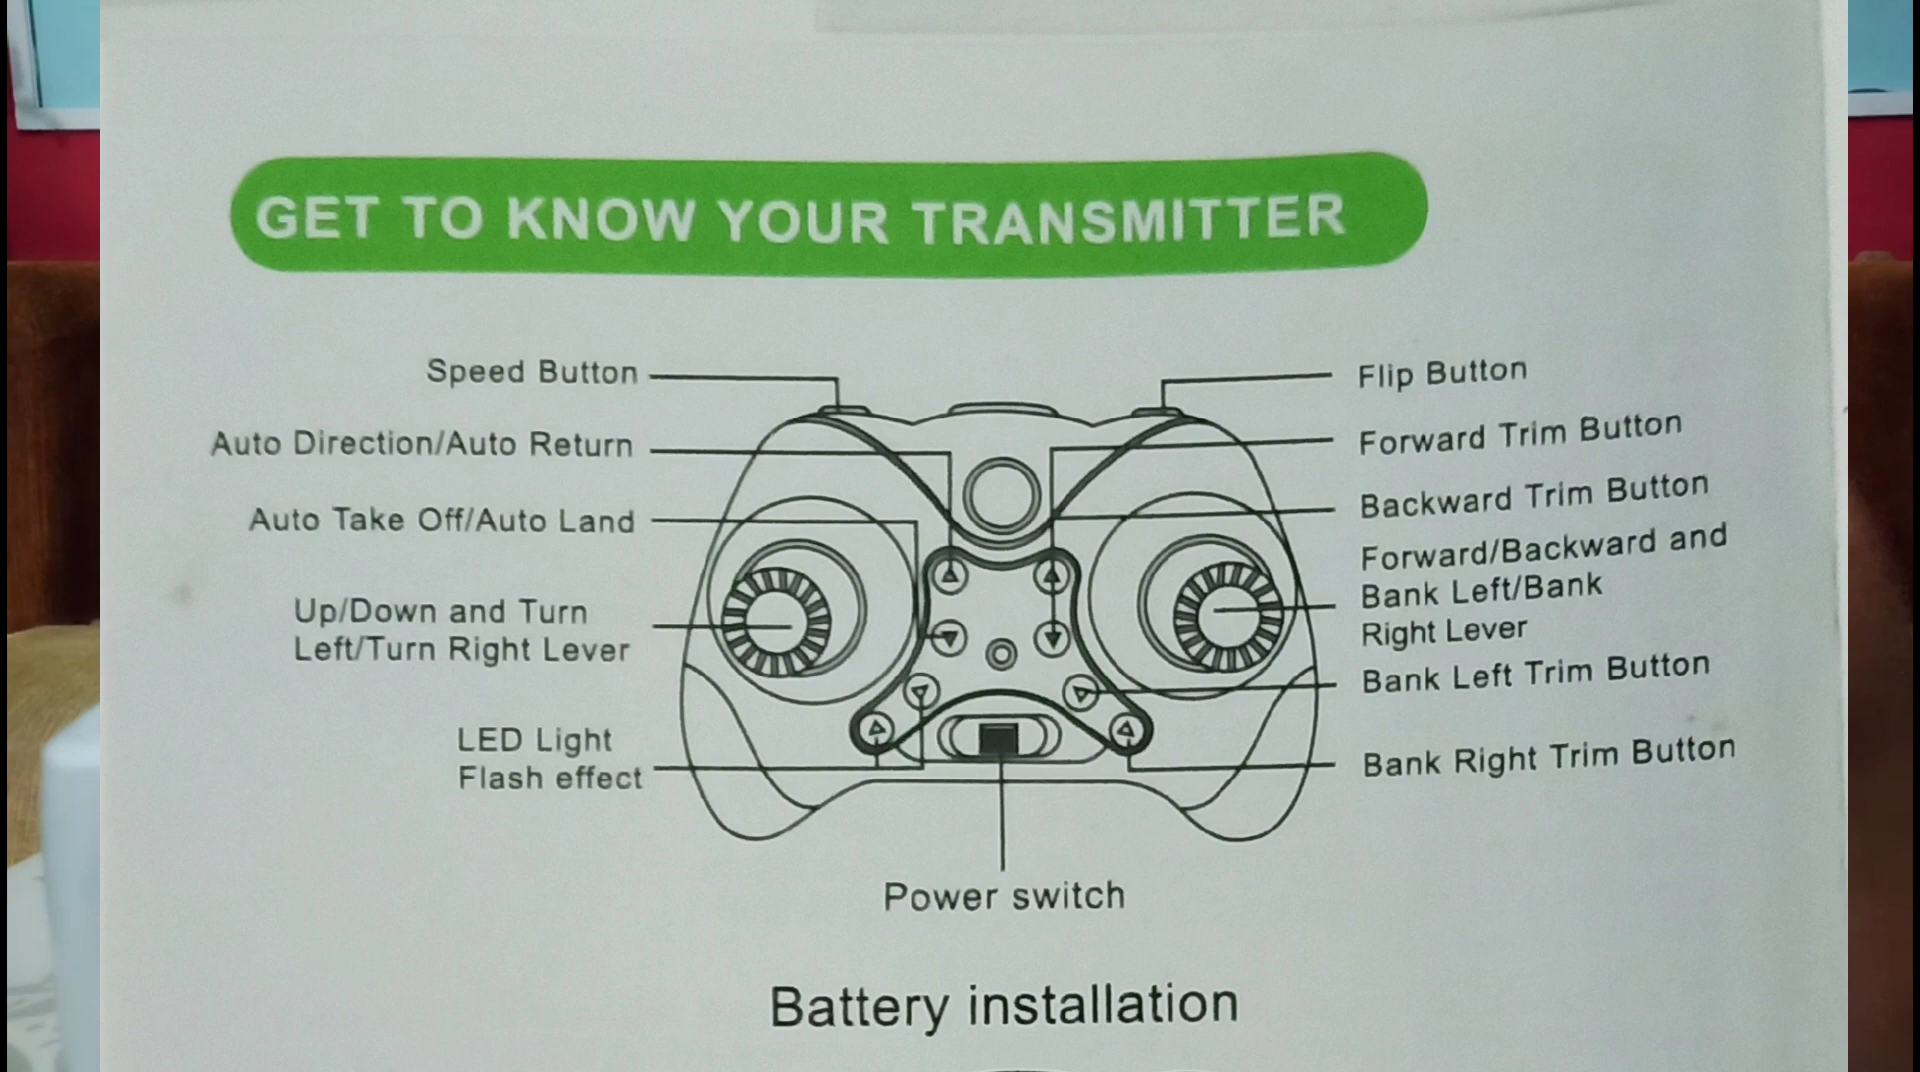 GET TO KNOW YOUR TRANSMITTER
Speed Button
Auto Direction/Auto Return
Auto Take Off/Auto Land
Up/Down and Turn
Left/Turn Right Lever
LED Light
Flash effect
Flip Button
Forward Trim Button
Backward Trim Button
Forward/Backward and
Bank Left/Bank
Right Lever
Bank Left Trim Button
Bank Right Trim Button
Power switch
Battery installation